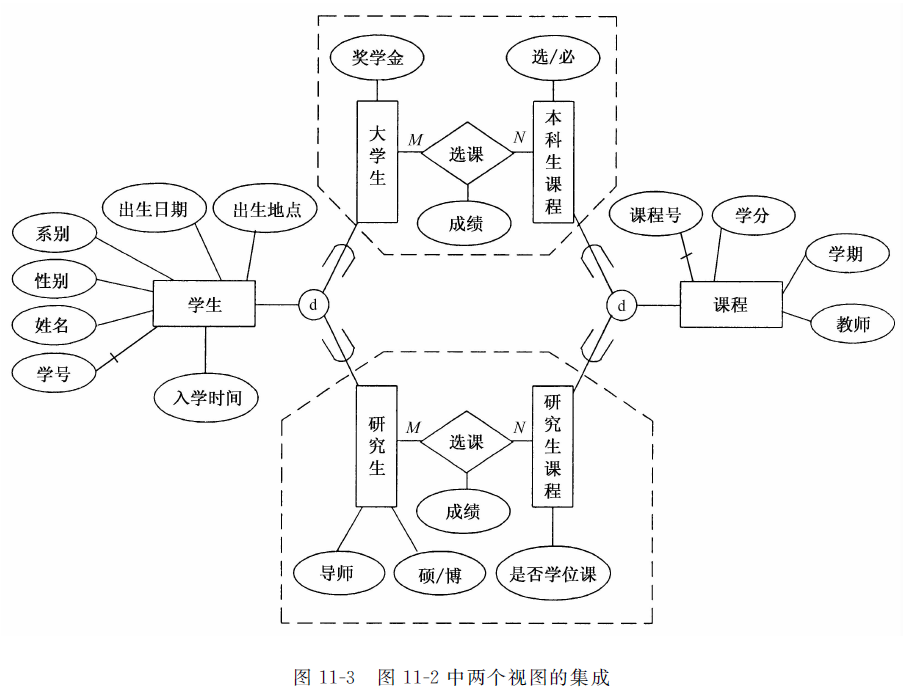 奖学金
选/必
大学生
M
选课
N
本科生课程
成绩
出生日期
出生地点
系别
性别
姓名
学号
学生
入学时间
d
d
课程号
学分
学期
课程
教师
研究生
M
选课
N
研究生课程
成绩
导师
硕/博
是否学位课
图 11-3 图 11-2 中两个视图的集成